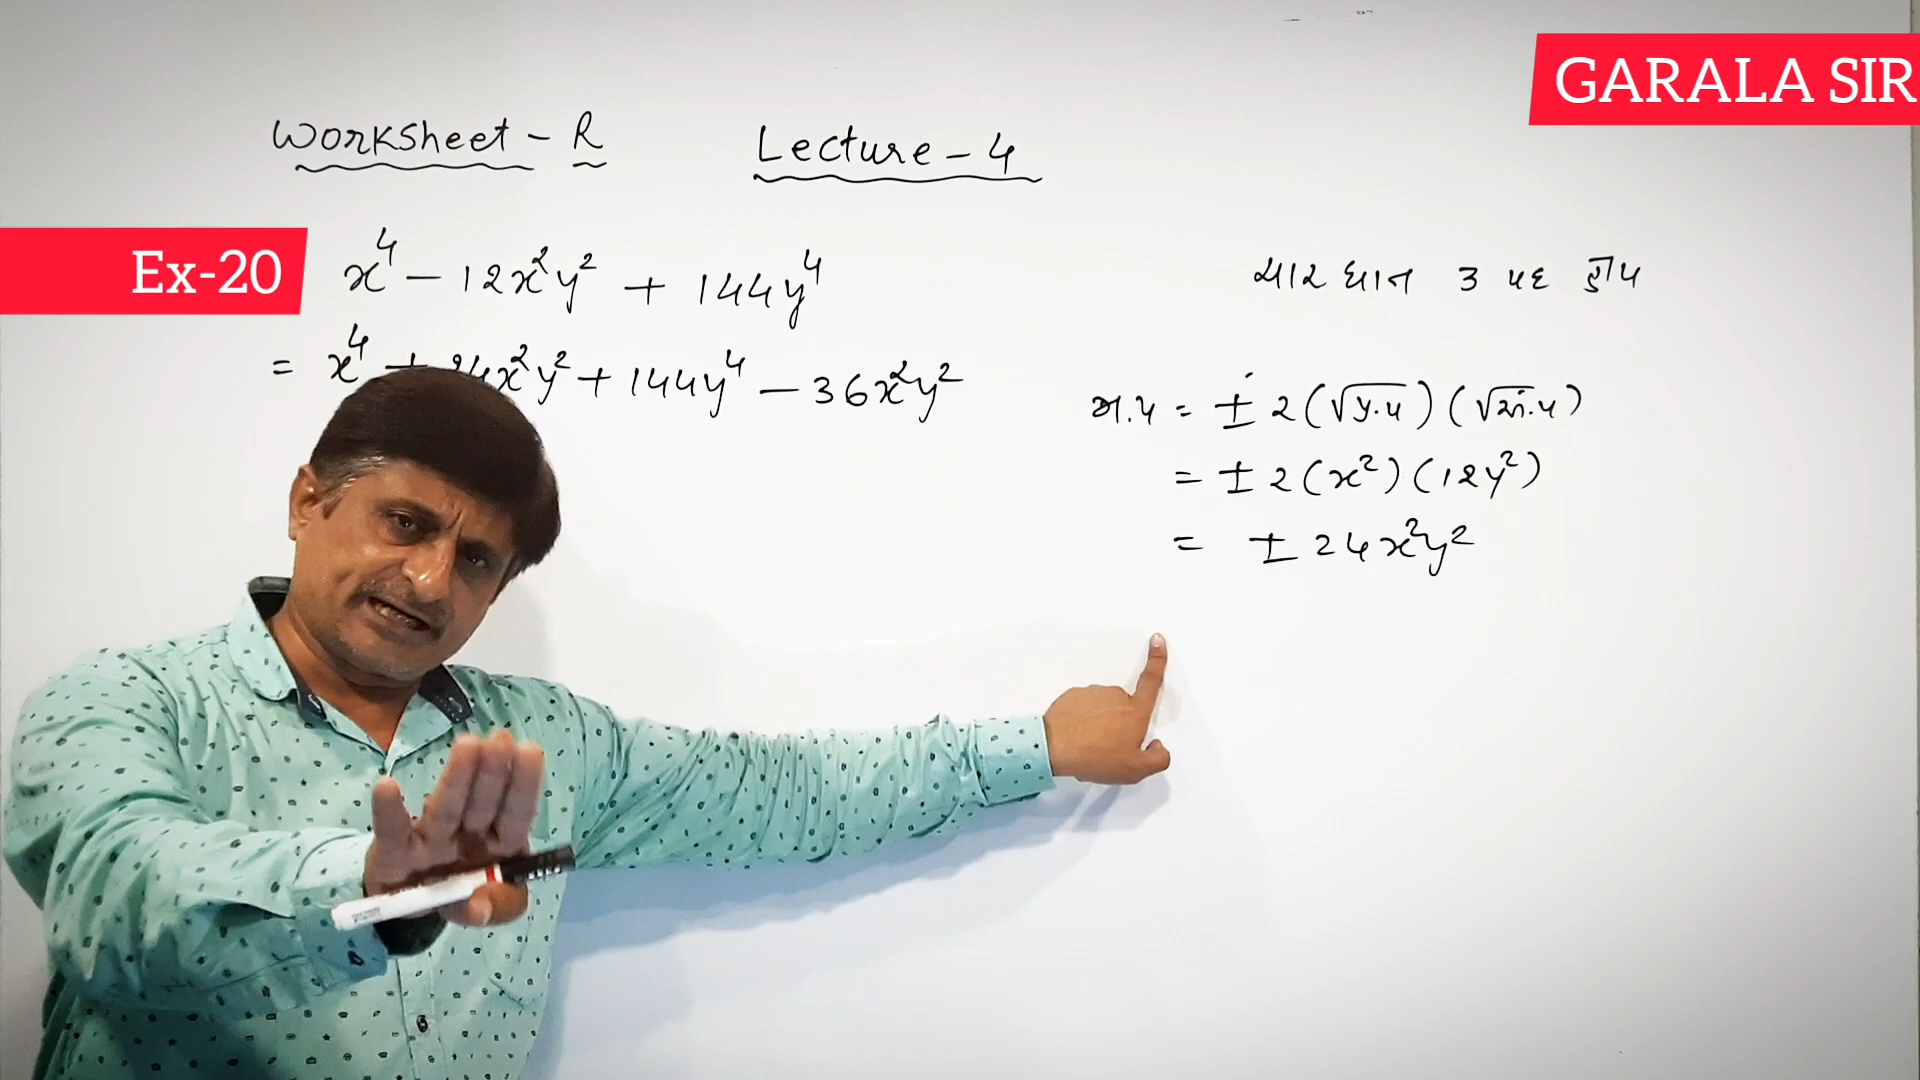 GARALA SIR
Worksheet - R
Lecture - 4
Ex-20
x⁴ - 12x²y² + 144y⁴
= x⁴ + 24x²y² + 144y⁴ - 36x²y²
ચાર ઘાત 3 પદ હોય
મ.પ = ± 2(√પ્ર.પ)(√અં.પ)
= ± 2(x²)(12y²)
= ± 24x²y²